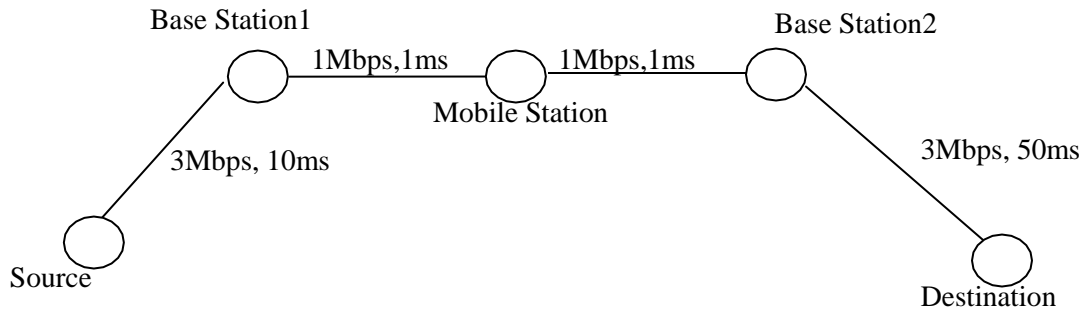 Base Station1
Base Station2
1Mbps,1ms
1Mbps,1ms
Mobile Station
3Mbps, 10ms
3Mbps, 50ms
Source
Destination